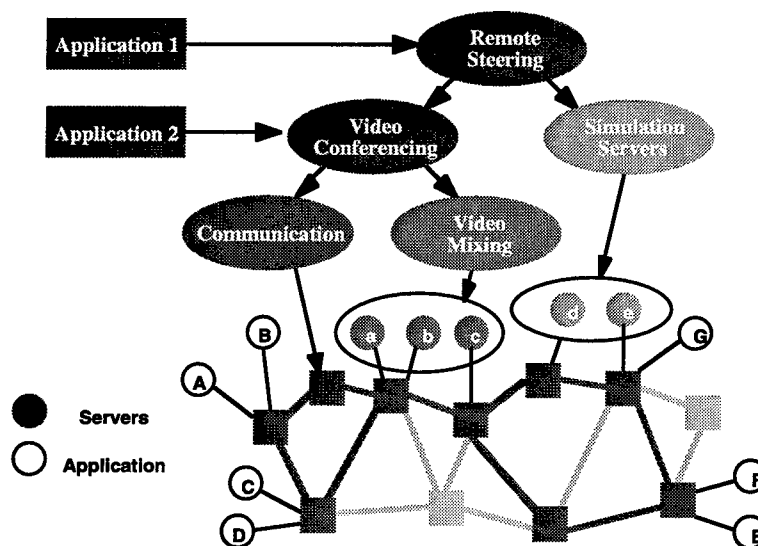 Application 1
Remote
Steering
Application 2
Video
Conferencing
Simulation
Servers
Communication
Video
Mixing
a
b
c
d
e
A
B
G
Servers
Application
C
D
F
E